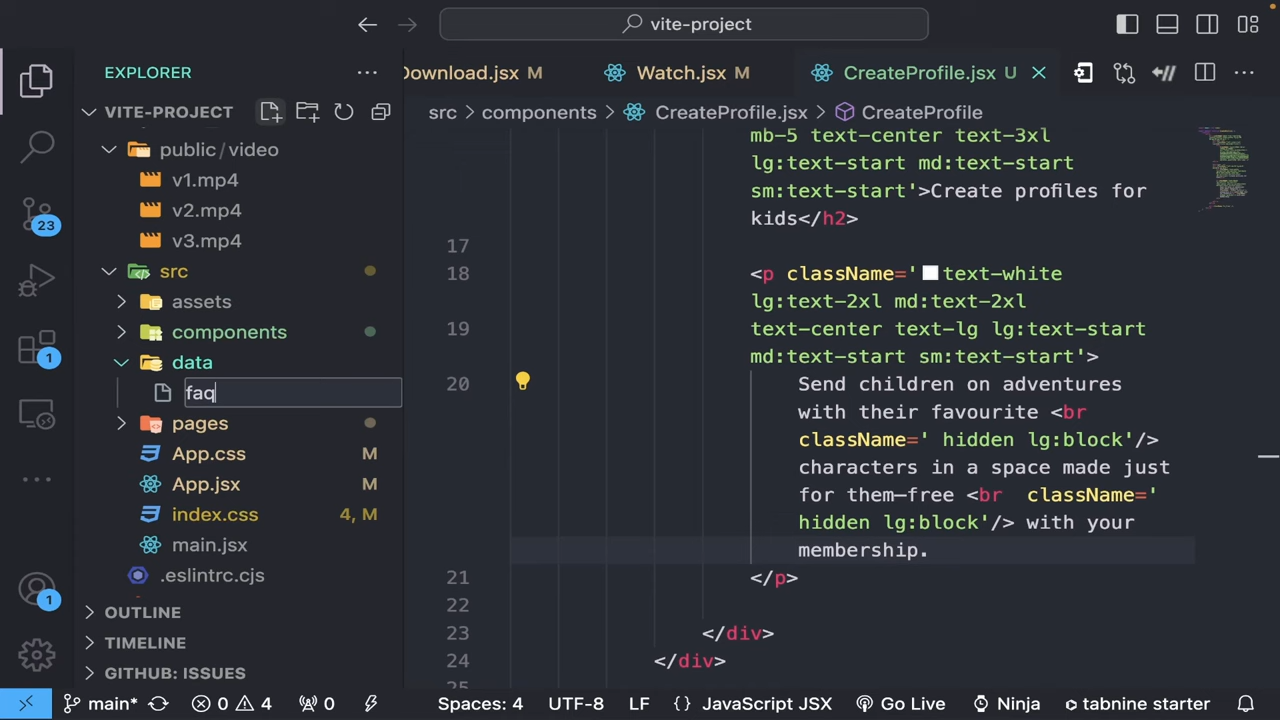 vite-project
EXPLORER
Download.jsx M
Watch.jsx M
CreateProfile.jsx U
VITE-PROJECT
src > components > CreateProfile.jsx > CreateProfile
public/video
v1.mp4
v2.mp4
v3.mp4
src
assets
components
data
faq
pages
App.css M
App.jsx M
index.css 4, M
main.jsx
.eslintrc.cjs
OUTLINE
TIMELINE
GITHUB: ISSUES
23
1
1
mb-5 text-center text-3xl
lg:text-start md:text-start
sm:text-start'>Create profiles for
kids</h2>
17
18 <p className='text-white
lg:text-2xl md:text-2xl
19 text-center text-lg lg:text-start
md:text-start sm:text-start'>
20 Send children on adventures
with their favourite <br
className=' hidden lg:block'/>
characters in a space made just
for them-free <br  className='
hidden lg:block'/> with your
membership.
21 </p>
22
23 </div>
24 </div>
25
main* 0 4 0 Spaces: 4 UTF-8 LF {} JavaScript JSX Go Live Ninja tabnine starter